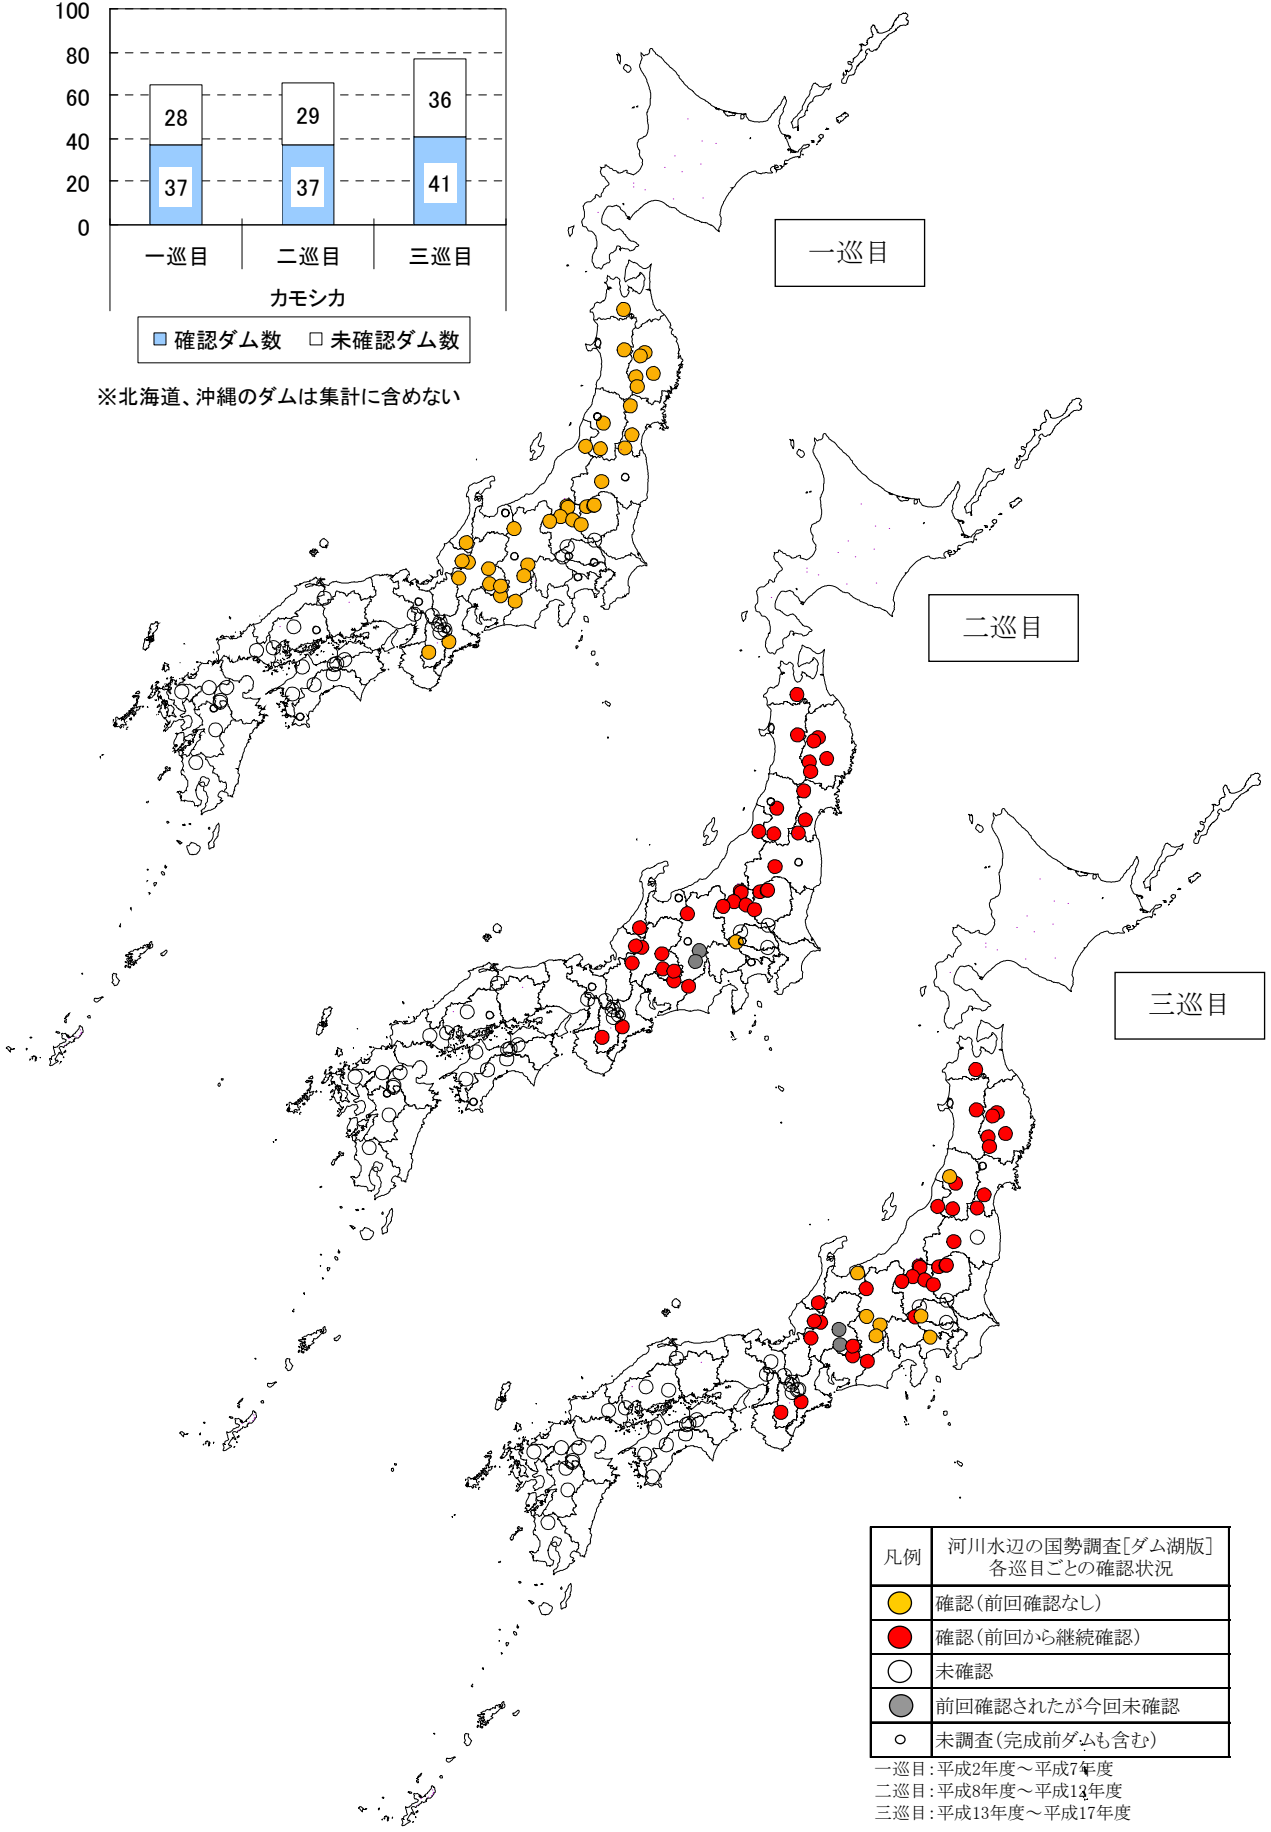 100
80
60
40
20
0
28
29
36
37
37
41
一巡目
二巡目
三巡目
カモシカ
確認ダム数 未確認ダム数
※北海道、沖縄のダムは集計に含めない
一巡目
二巡目
三巡目
凡例
河川水辺の国勢調査[ダム湖版]
各巡目ごとの確認状況
確認(前回確認なし)
確認(前回から継続確認)
未確認
前回確認されたが今回未確認
未調査(完成前ダムも含む)
一巡目:平成2年度～平成7年度
二巡目:平成8年度～平成12年度
三巡目:平成13年度～平成17年度